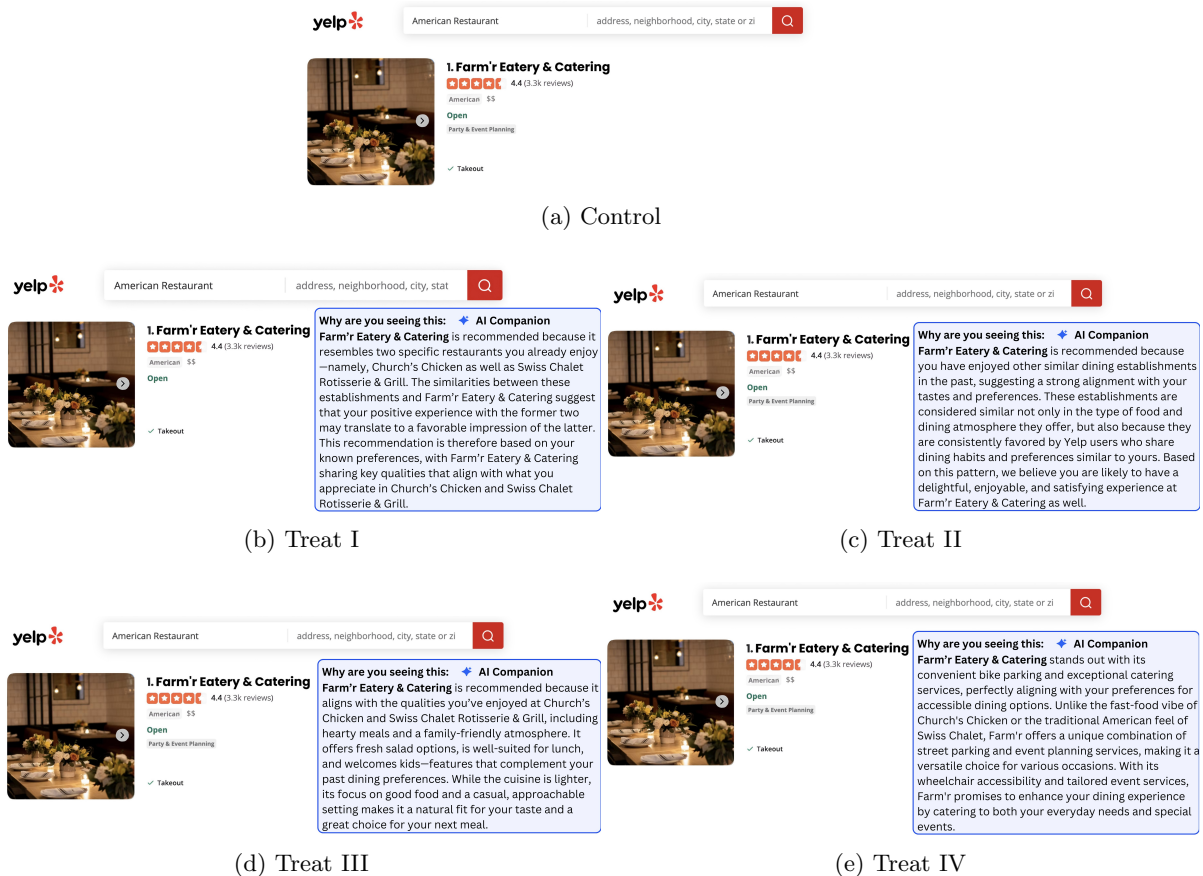 yelp
American Restaurant
address, neighborhood, city, state or zi
1. Farm'r Eatery & Catering
4.4 (3.3k reviews)
American $$
Open
Party & Event Planning
Takeout
(a) Control
yelp
American Restaurant
address, neighborhood, city, stat
1. Farm'r Eatery & Catering
4.4 (3.3k reviews)
American $$
Open
Takeout
Why are you seeing this: AI Companion
Farm'r Eatery & Catering is recommended because it
resembles two specific restaurants you already enjoy
—namely, Church's Chicken as well as Swiss Chalet
Rotisserie & Grill. The similarities between these
establishments and Farm'r Eatery & Catering suggest
that your positive experience with the former two
may translate to a favorable impression of the latter.
This recommendation is therefore based on your
known preferences, with Farm'r Eatery & Catering
sharing key qualities that align with what you
appreciate in Church's Chicken and Swiss Chalet
Rotisserie & Grill.
(b) Treat I
yelp
American Restaurant
address, neighborhood, city, state or zi
1. Farm'r Eatery & Catering
4.4 (3.3k reviews)
American $$
Open
Party & Event Planning
Takeout
Why are you seeing this: AI Companion
Farm'r Eatery & Catering is recommended because
you have enjoyed other similar dining establishments
in the past, suggesting a strong alignment with your
tastes and preferences. These establishments are
considered similar not only in the type of food and
dining atmosphere they offer, but also because they
are consistently favored by Yelp users who share
dining habits and preferences similar to yours. Based
on this pattern, we believe you are likely to have a
delightful, enjoyable, and satisfying experience at
Farm'r Eatery & Catering as well.
(c) Treat II
yelp
American Restaurant
address, neighborhood, city, state or zi
1. Farm'r Eatery & Catering
4.4 (3.3k reviews)
American $$
Open
Party & Event Planning
Takeout
Why are you seeing this: AI Companion
Farm'r Eatery & Catering is recommended because it
aligns with the qualities you've enjoyed at Church's
Chicken and Swiss Chalet Rotisserie & Grill, including
hearty meals and a family-friendly atmosphere. It
offers fresh salad options, is well-suited for lunch,
and welcomes kids—features that complement your
past dining preferences. While the cuisine is lighter,
its focus on good food and a casual, approachable
setting makes it a natural fit for your taste and a
great choice for your next meal.
(d) Treat III
yelp
American Restaurant
address, neighborhood, city, state or zi
1. Farm'r Eatery & Catering
4.4 (3.3k reviews)
American $$
Open
Party & Event Planning
Takeout
Why are you seeing this: AI Companion
Farm'r Eatery & Catering stands out with its
convenient bike parking and exceptional catering
services, perfectly aligning with your preferences for
accessible dining options. Unlike the fast-food vibe of
Church's Chicken or the traditional American feel of
Swiss Chalet, Farm'r offers a unique combination of
street parking and event planning services, making it a
versatile choice for various occasions. With its
wheelchair accessibility and tailored event services,
Farm'r promises to enhance your dining experience
by catering to both your everyday needs and special
events.
(e) Treat IV